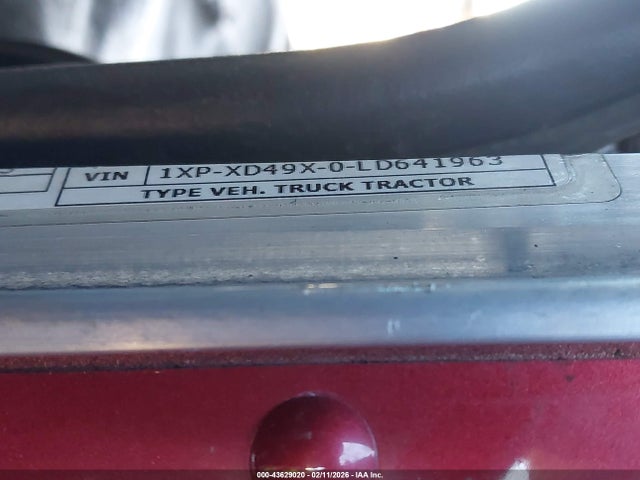 VIN 1XP-XD49X-0-LD641963
TYPE VEH. TRUCK TRACTOR
000-43629020 - 02/11/2026 - IAA Inc.